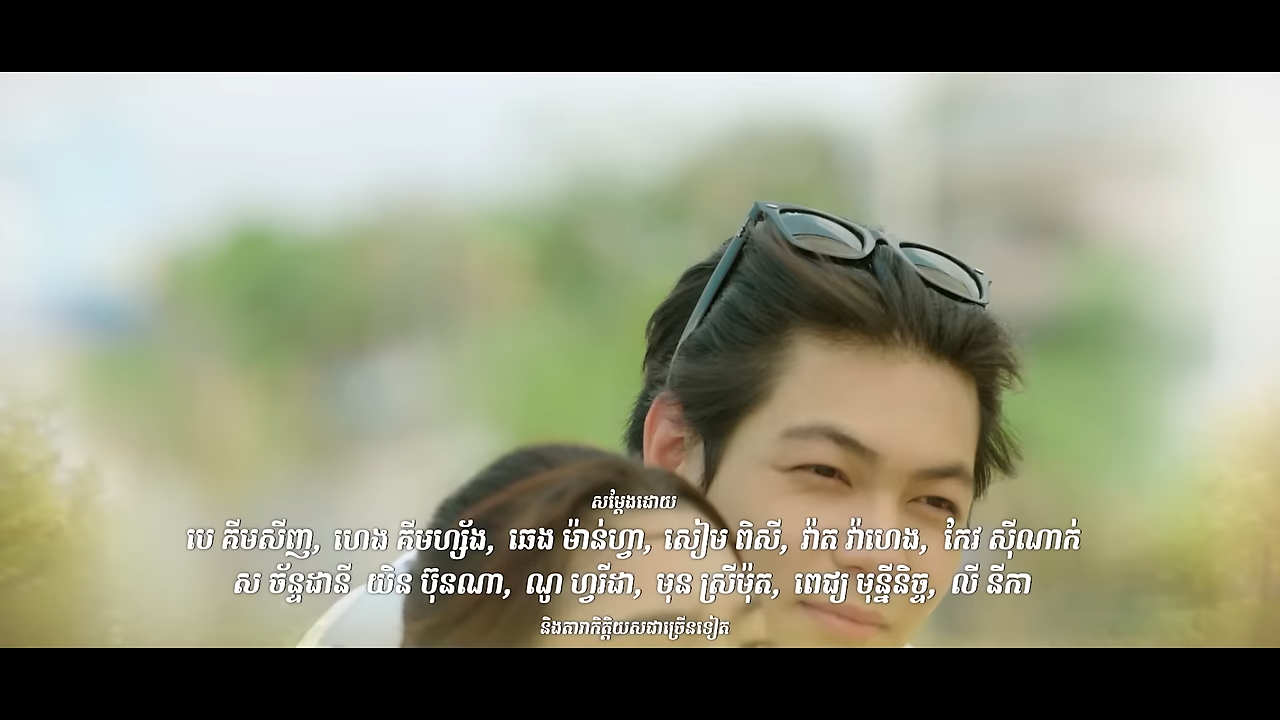 សម្តែងដោយ
បេ គីមសីញ, ហេង គីមហ្ស័ង, ឆេង ម៉ាន់ហ្វា, សៀម ពិសី, រ៉ាត រ៉ាហេង, កែវ ស៊ីណាក់
ស ច័ន្ទដានី យិន ប៊ុនណា, ណូ ហ្វរីដា, មុន ស្រីម៉ុត, ពេជ្យ មុន្នីនិច្ឆ, លី នីកា
និងតារាកិត្តិយសជាច្រើនទៀត